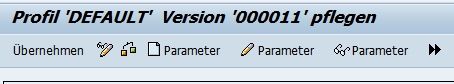 Profil 'DEFAULT' Version '000011' pflegen
Übernehmen Parameter Parameter Parameter